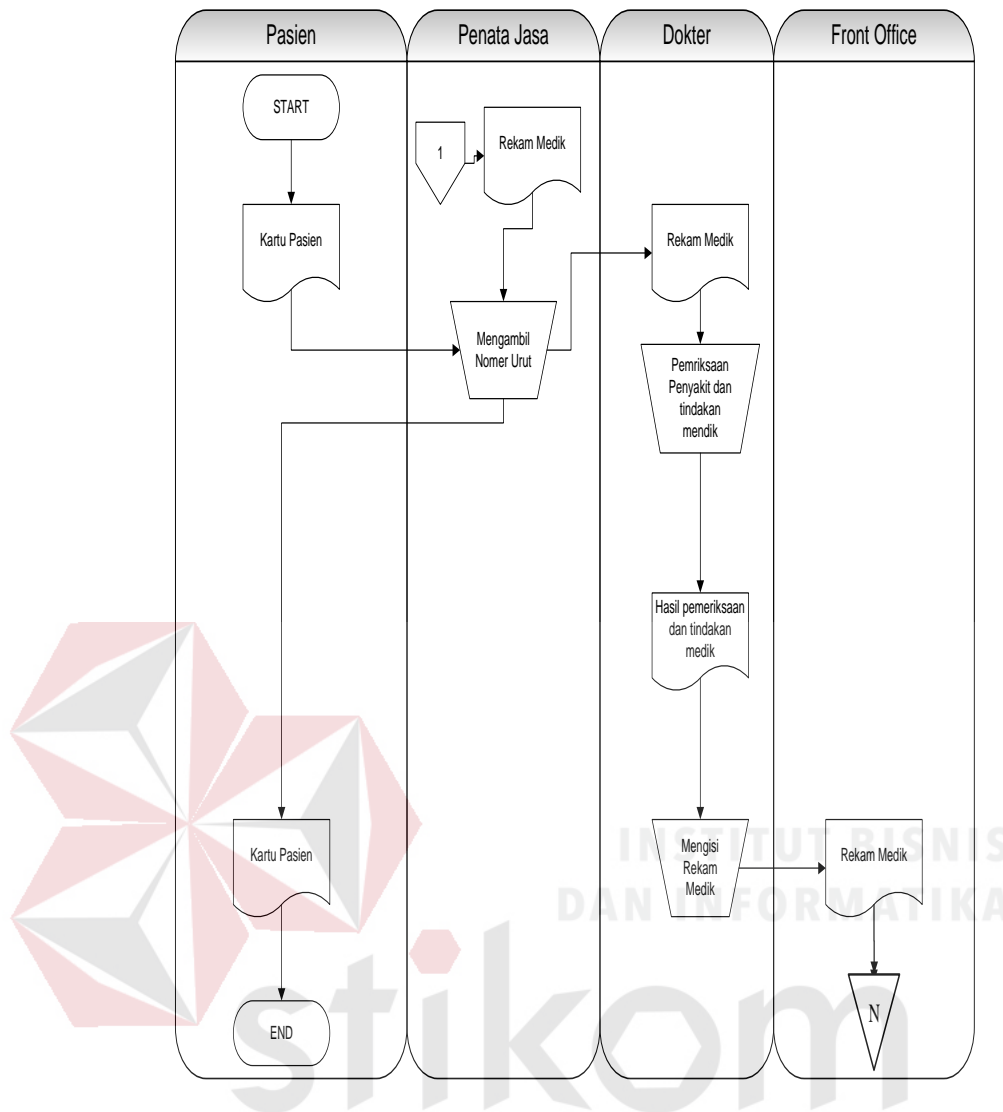 Pasien
Penata Jasa
Dokter
Front Office
START
1
Rekam Medik
Kartu Pasien
Rekam Medik
Mengambil
Nomer Urut
Pemriksaan
Penyakit dan
tindakan
mendik
Hasil pemeriksaan
dan tindakan
medik
Kartu Pasien
Mengisi
Rekam
Medik
Rekam Medik
INSTITUT BISNIS
DAN INFORMATIKA
END
N
stikom